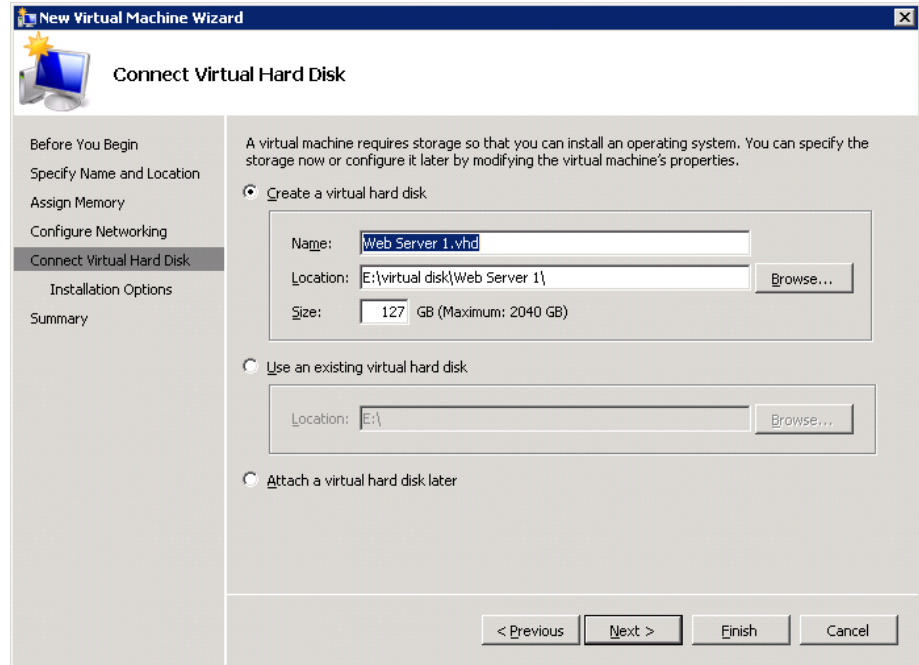 New Virtual Machine Wizard
Connect Virtual Hard Disk
Before You Begin
Specify Name and Location
Assign Memory
Configure Networking
Connect Virtual Hard Disk
Installation Options
Summary
A virtual machine requires storage so that you can install an operating system. You can specify the
storage now or configure it later by modifying the virtual machine's properties.
Create a virtual hard disk
Name: Web Server 1.vhd
Location: E:\virtual disk\Web Server 1\ Browse...
Size: 127 GB (Maximum: 2040 GB)
Use an existing virtual hard disk
Location: E:\ Browse...
Attach a virtual hard disk later
< Previous Next > Finish Cancel